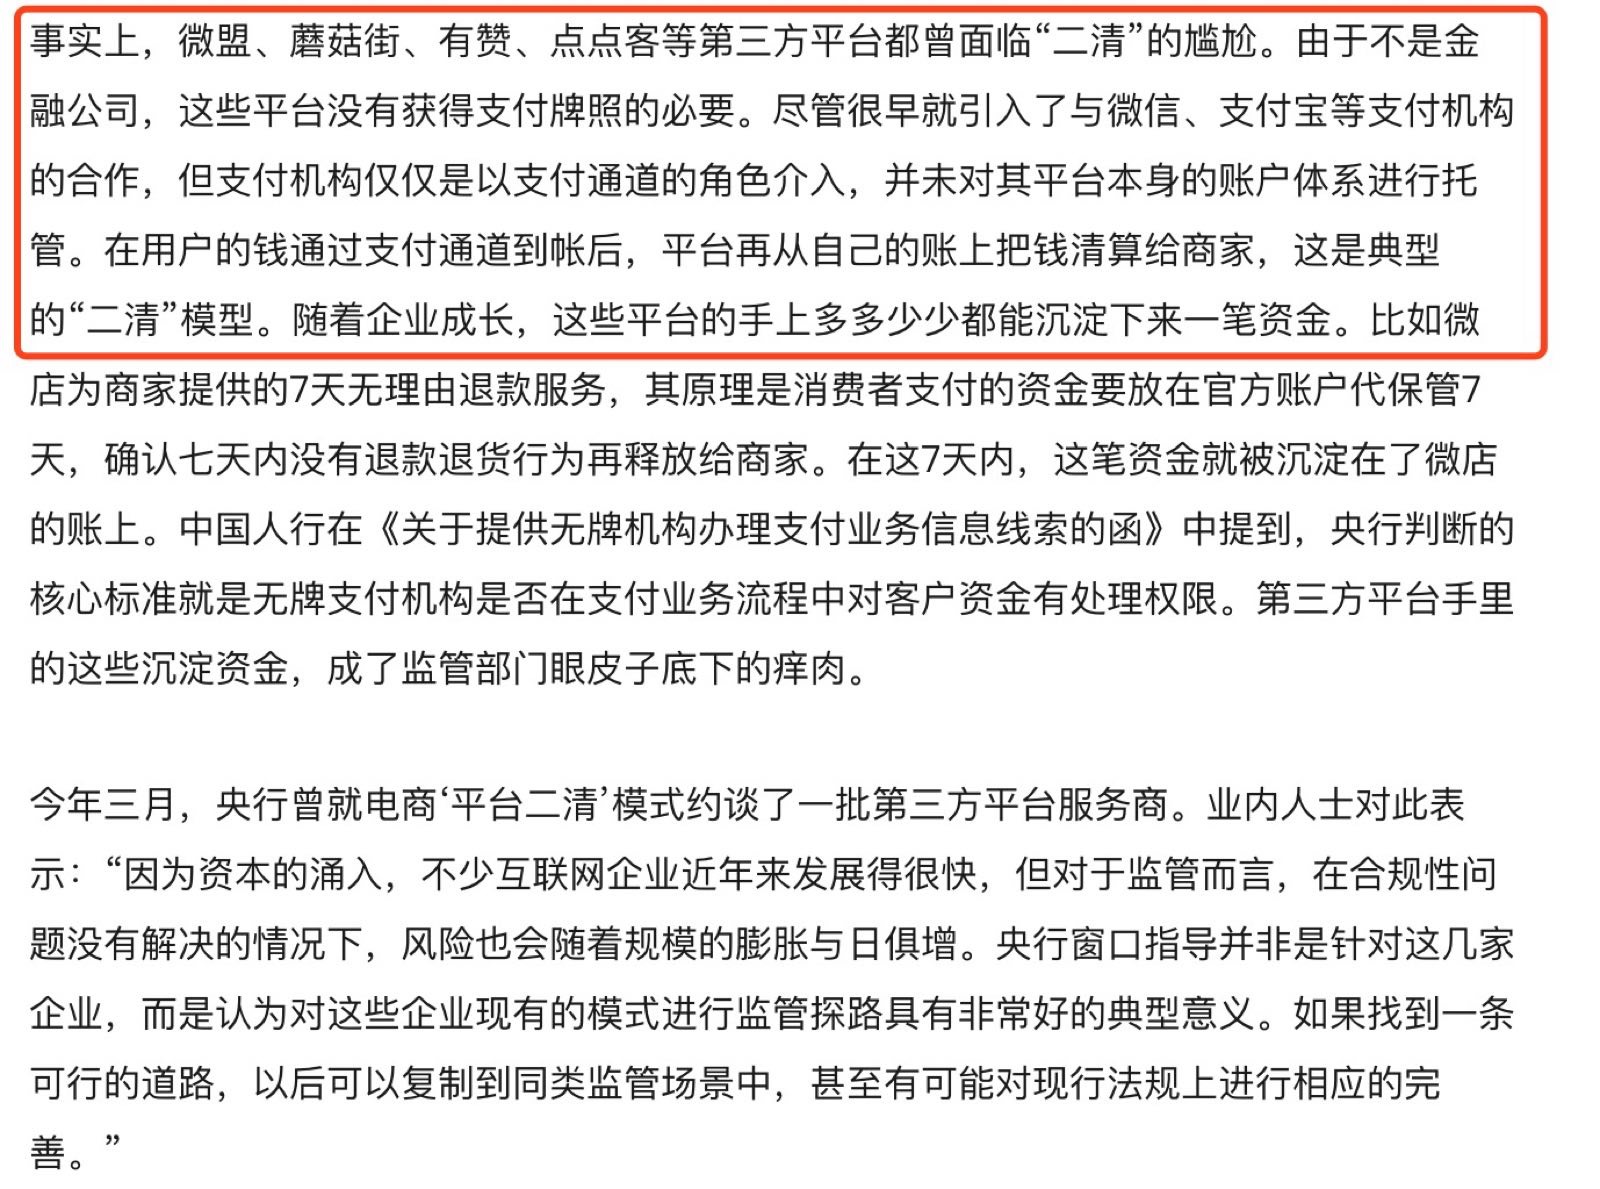 事实上，微盟、蘑菇街、有赞、点点客等第三方平台都曾面临“二清”的尴尬。由于不是金
融公司，这些平台没有获得支付牌照的必要。尽管很早就引入了与微信、支付宝等支付机构
的合作，但支付机构仅仅是以支付通道的角色介入，并未对其平台本身的账户体系进行托
管。在用户的钱通过支付通道到帐后，平台再从自己的账上把钱清算给商家，这是典型
的“二清”模型。随着企业成长，这些平台的手上多多少少都能沉淀下来一笔资金。比如微
店为商家提供的7天无理由退款服务，其原理是消费者支付的资金要放在官方账户代保管7
天，确认七天内没有退款退货行为再释放给商家。在这7天内，这笔资金就被沉淀在了微店
的账上。中国人行在《关于提供无牌机构办理支付业务信息线索的函》中提到，央行判断的
核心标准就是无牌支付机构是否在支付业务流程中对客户资金有处理权限。第三方平台手里
的这些沉淀资金，成了监管部门眼皮子底下的痒肉。
今年三月，央行曾就电商‘平台二清’模式约谈了一批第三方平台服务商。业内人士对此表
示：“因为资本的涌入，不少互联网企业近年来发展得很快，但对于监管而言，在合规性问
题没有解决的情况下，风险也会随着规模的膨胀与日俱增。央行窗口指导并非是针对这几家
企业，而是认为对这些企业现有的模式进行监管探路具有非常好的典型意义。如果找到一条
可行的道路，以后可以复制到同类监管场景中，甚至有可能对现行法规上进行相应的完
善。”